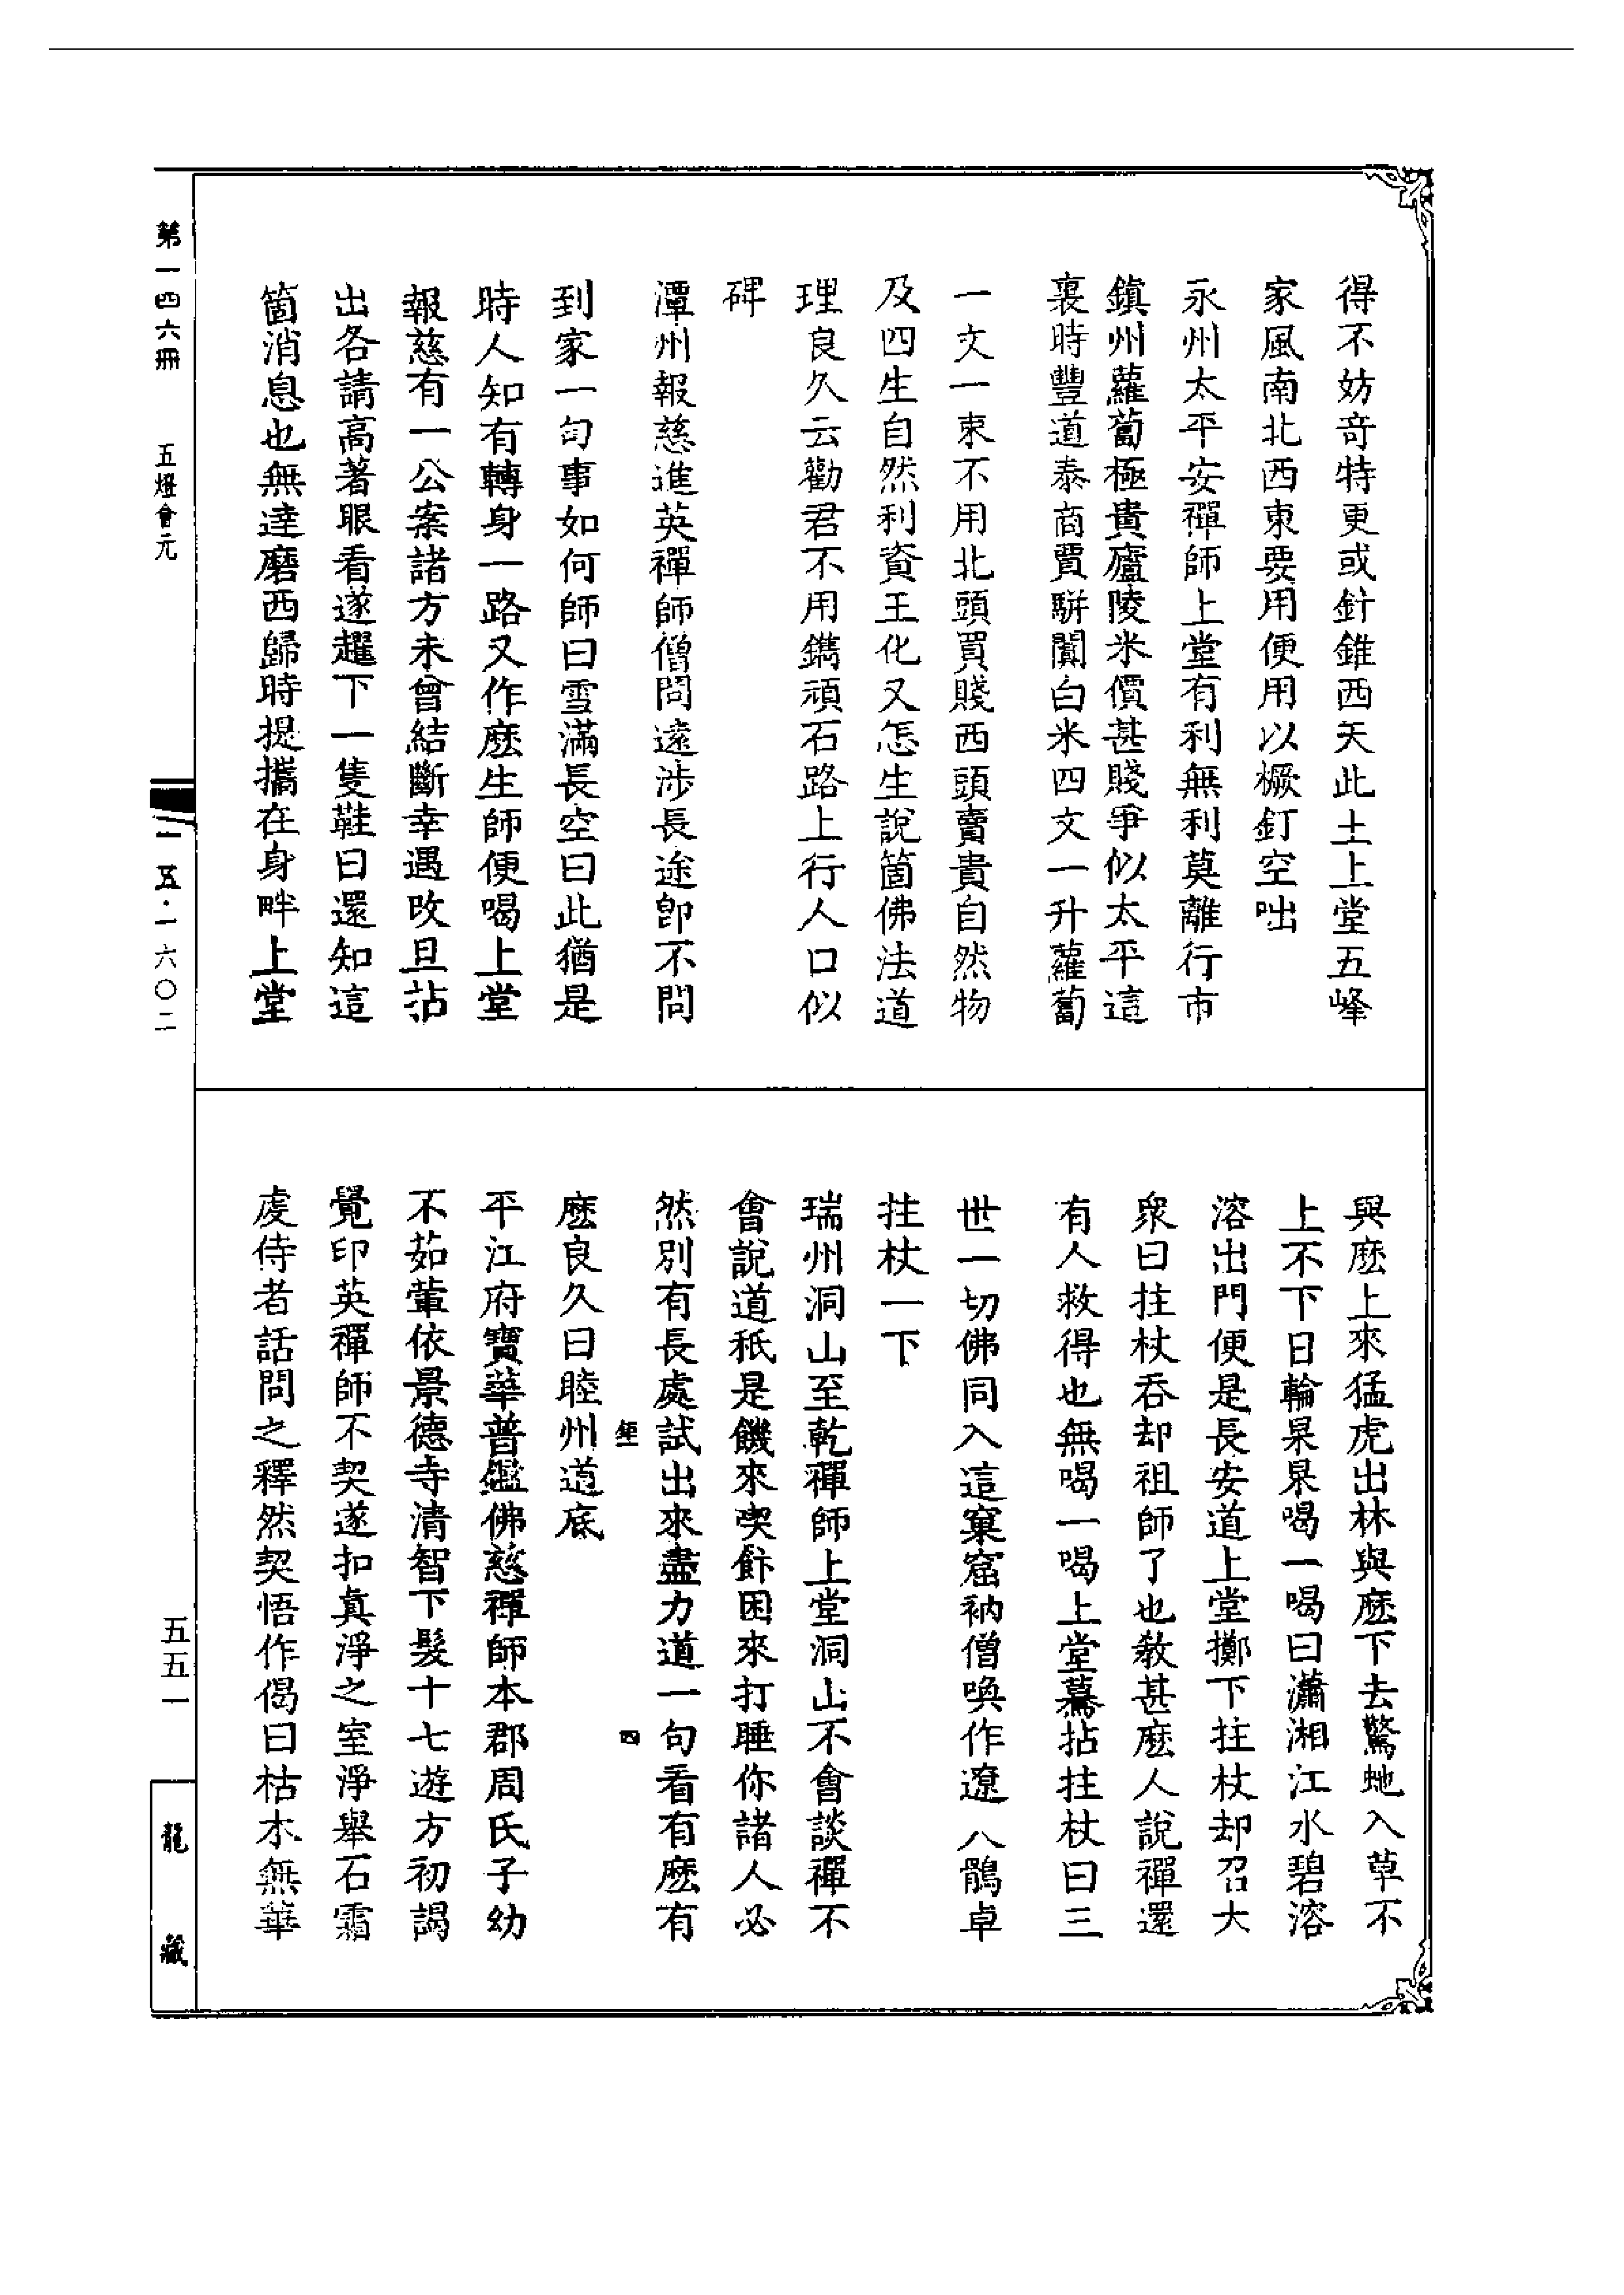 得不妨奇特更或針錐西天此土上堂五峰
家風南北西東要用便用以橛釘空咄
永州太平安禪師上堂有利無利莫離行市
鎮州蘿蔔極貴廬陵米價甚賤爭似太平這
裏時豐道泰商賈駢闐白米四文一升蘿蔔
一文一束不用北頭買賤西頭賣貴自然物
及四生自然利資王化又怎生說箇佛法道
理良久云勸君不用鐫頑石路上行人口似
碑
潭州報慈進英禪師僧問遠涉長途即不問
到家一句事如何師曰雪滿長空曰此猶是
時人知有轉身一路又作麽生師便喝上堂
報慈有一公案諸方未曾結斷幸遇改旦拈
出各請高著眼看遂趯下一隻鞋曰還知這
箇消息也無達磨西歸時提攜在身畔上堂
與麽上來猛虎出林與麽下去驚虵入草不
上不下日輪杲杲喝一喝曰瀟湘江水碧溶
溶出門便是長安道上堂擲下拄杖却召大
衆曰拄杖吞却祖師了也教甚麽人說禪還
有人救得也無喝一喝上堂驀拈拄杖曰三
世一切佛同入這窠窟衲僧喚作遼天鶻卓
拄杖一下
瑞州洞山至乾禪師上堂洞山不會談禪不
會說道秖是饑來喫飰困來打睡你諸人必
然別有長處試出來盡力道一句看有麽有
鉅 四
麽良久曰睦州道底
平江府寶華普鑑佛慈禪師本郡周氏子幼
不茹葷依景德寺清智下髮十七遊方初謁
覺印英禪師不契遂扣真淨之室淨舉石霜
虔侍者話問之釋然契悟作偈曰枯木無華
第一四六冊 五燈會元 一一五·一六〇二 五五一 龍藏